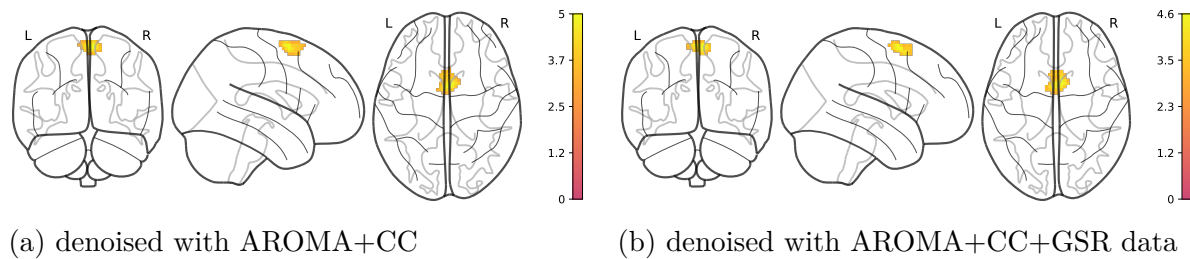 L R L R 5
3.7
2.5
1.2
0
L R L R 4.6
3.5
2.3
1.2
0
(a) denoised with AROMA+CC
(b) denoised with AROMA+CC+GSR data